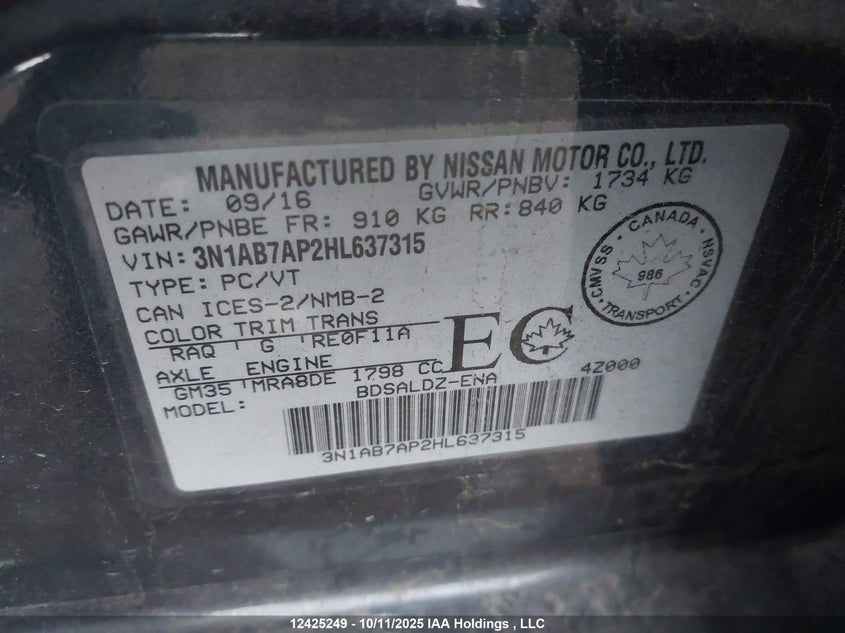 MANUFACTURED BY NISSAN MOTOR CO., LTD.
DATE: 09/16 GVWR/PNBV: 1734 KG
GAWR/PNBE FR: 910 KG RR: 840 KG
VIN: 3N1AB7AP2HL637315
TYPE: PC/VT
CAN ICES-2/NMB-2
COLOR TRIM TRANS
RAQ G RE0F11A
AXLE ENGINE
GM35 MRA8DE 1798 CC
MODEL: BDSALDZ-ENA 4Z000
EC
CANADA
CMVSS 986 NSVAC
TRANSPORT
3N1AB7AP2HL637315
12425249 - 10/11/2025 IAA Holdings , LLC